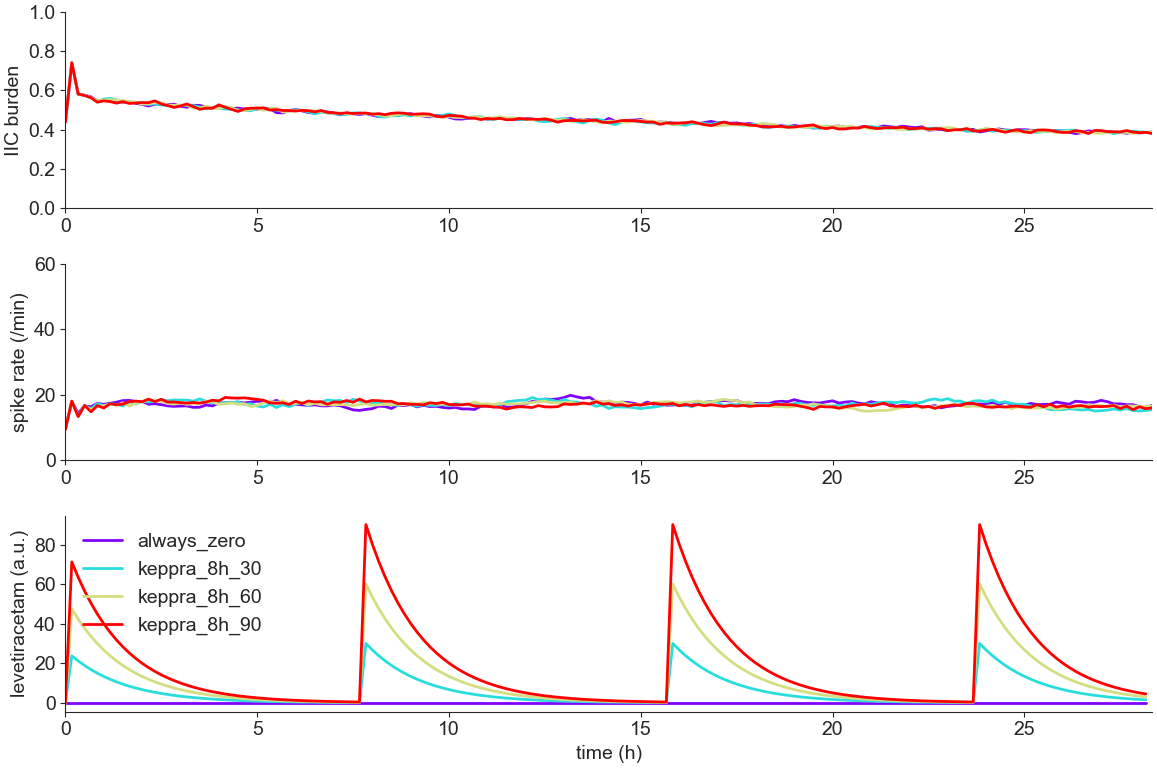 1.0
0.8
0.6
0.4
0.2
0.0
IIC burden
0 5 10 15 20 25
60
40
20
0
spike rate (/min)
0 5 10 15 20 25
80
60
40
20
0
levetiracetam (a.u.)
always_zero
keppra_8h_30
keppra_8h_60
keppra_8h_90
0 5 10 15 20 25
time (h)